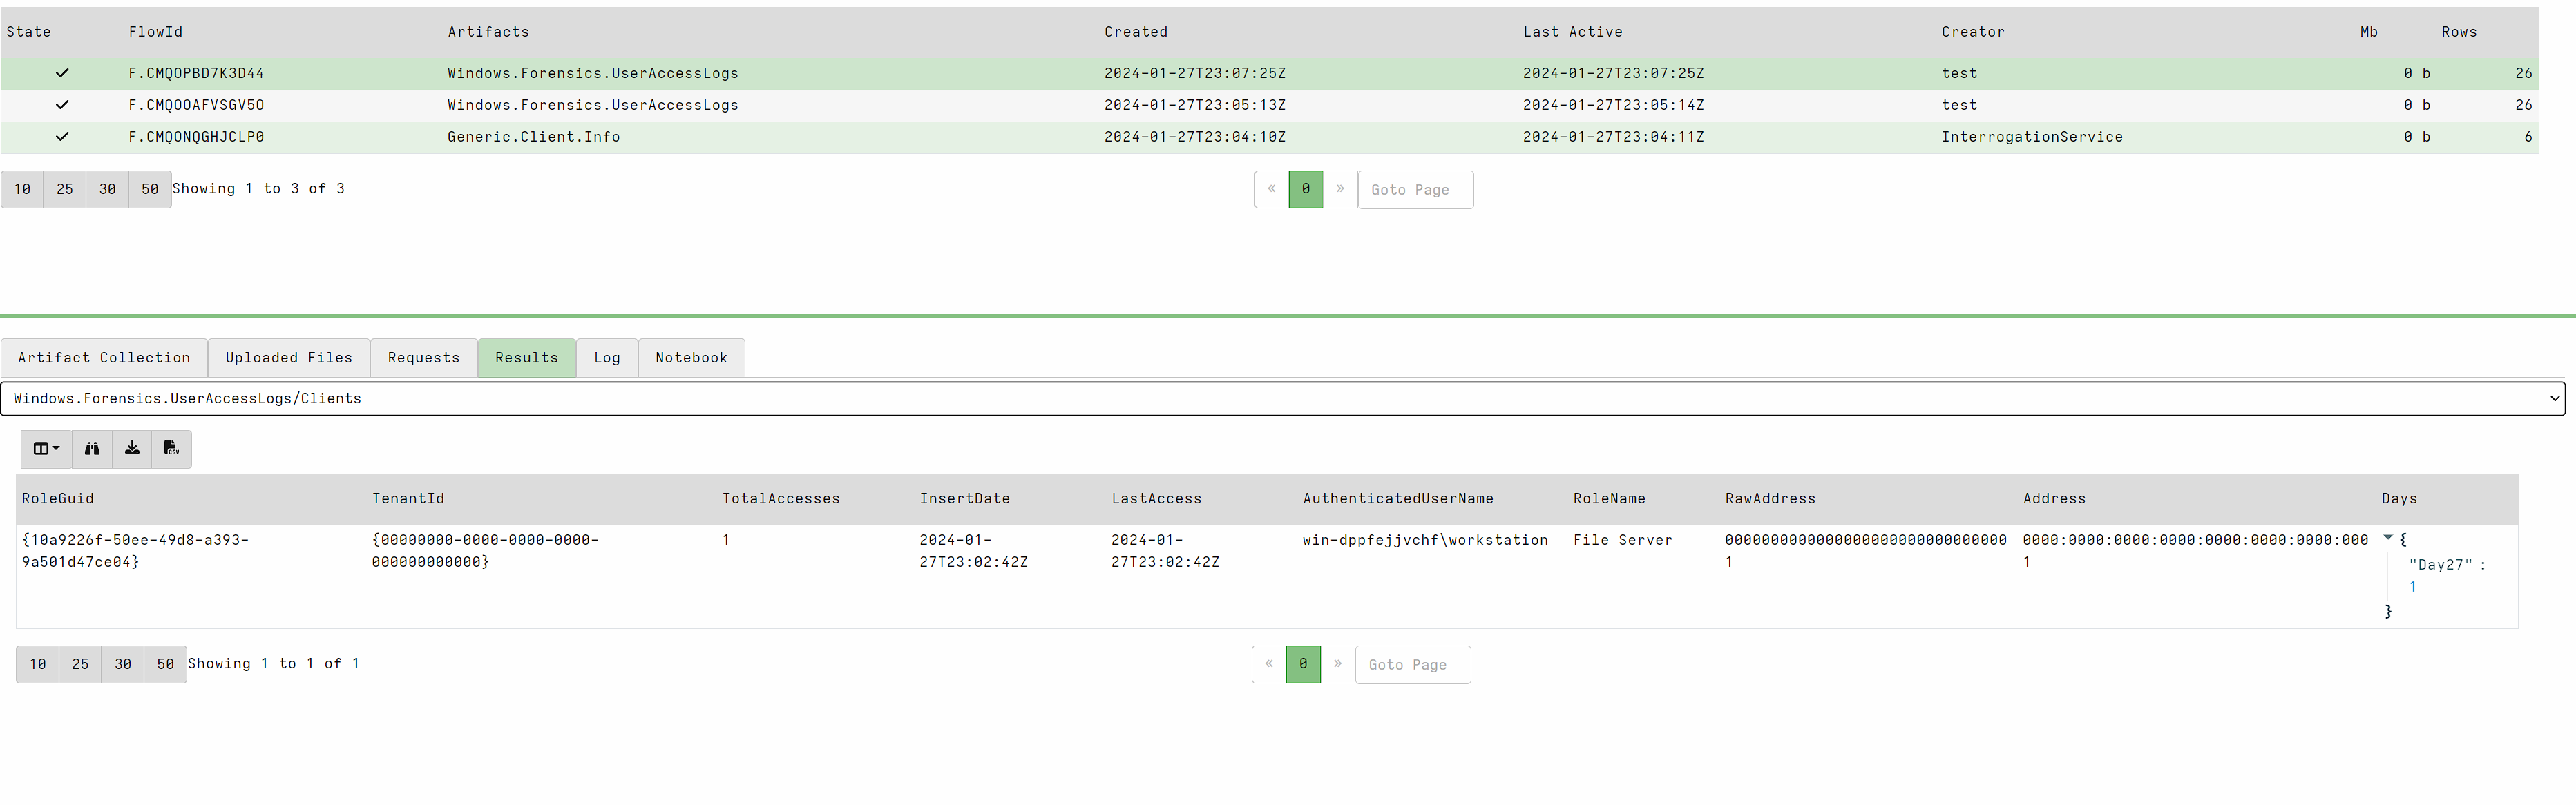 State FlowId Artifacts Created Last Active Creator Mb Rows
F.CMQOPBD7K3D44 Windows.Forensics.UserAccessLogs 2024-01-27T23:07:25Z 2024-01-27T23:07:25Z test 0 b 26
F.CMQOOAFVSGV5O Windows.Forensics.UserAccessLogs 2024-01-27T23:05:13Z 2024-01-27T23:05:14Z test 0 b 26
F.CMQONQGHJCLP0 Generic.Client.Info 2024-01-27T23:04:10Z 2024-01-27T23:04:11Z InterrogationService 0 b 6
10 25 30 50 Showing 1 to 3 of 3 « 0 » Goto Page
Artifact Collection Uploaded Files Requests Results Log Notebook
Windows.Forensics.UserAccessLogs/Clients
CSV
RoleGuid TenantId TotalAccesses InsertDate LastAccess AuthenticatedUserName RoleName RawAddress Address Days
{10a9226f-50ee-49d8-a393- {00000000-0000-0000-0000- 1 2024-01- 2024-01- win-dppfejjvchf\workstation File Server 0000000000000000000000000000000 0000:0000:0000:0000:0000:0000:0000:000 {
9a501d47ce04} 000000000000} 27T23:02:42Z 27T23:02:42Z 1 1 "Day27" :
1
}
10 25 30 50 Showing 1 to 1 of 1 « 0 » Goto Page